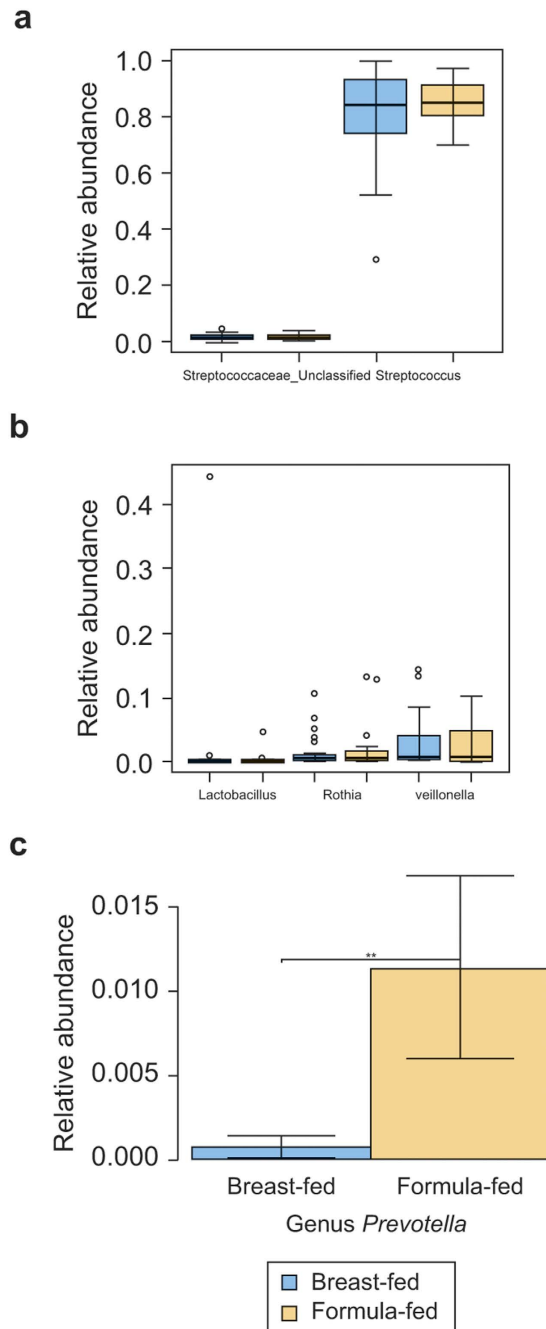 a
1.0
0.8
0.6
0.4
0.2
0.0
Relative abundance
Streptococcaceae_Unclassified Streptococcus
b
0.4
0.3
0.2
0.1
0.0
Relative abundance
Lactobacillus Rothia veillonella
c
0.015
0.010
0.005
0.000
Relative abundance
**
Breast-fed Formula-fed
Genus Prevotella
Breast-fed
Formula-fed